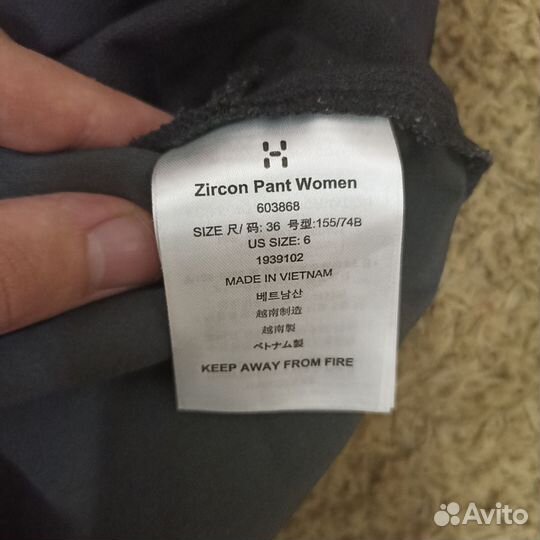 Zircon Pant Women
603868
SIZE 尺/ 码: 36 号型:155/74B
US SIZE: 6
1939102
MADE IN VIETNAM
베트남산
越南制造
越南製
ベトナム製
KEEP AWAY FROM FIRE
Avito